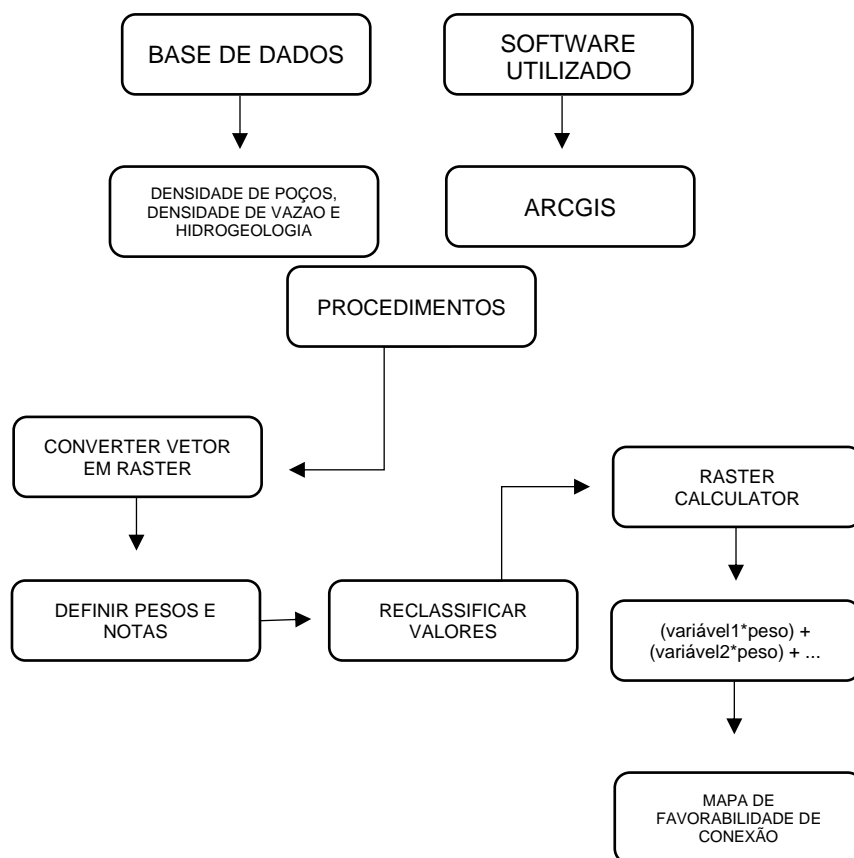 BASE DE DADOS
SOFTWARE
UTILIZADO
DENSIDADE DE POÇOS,
DENSIDADE DE VAZAO E
HIDROGEOLOGIA
ARCGIS
PROCEDIMENTOS
CONVERTER VETOR
EM RASTER
RASTER
CALCULATOR
DEFINIR PESOS E
NOTAS
RECLASSIFICAR
VALORES
(variável1*peso) +
(variável2*peso) + ...
MAPA DE
FAVORABILIDADE DE
CONEXÃO